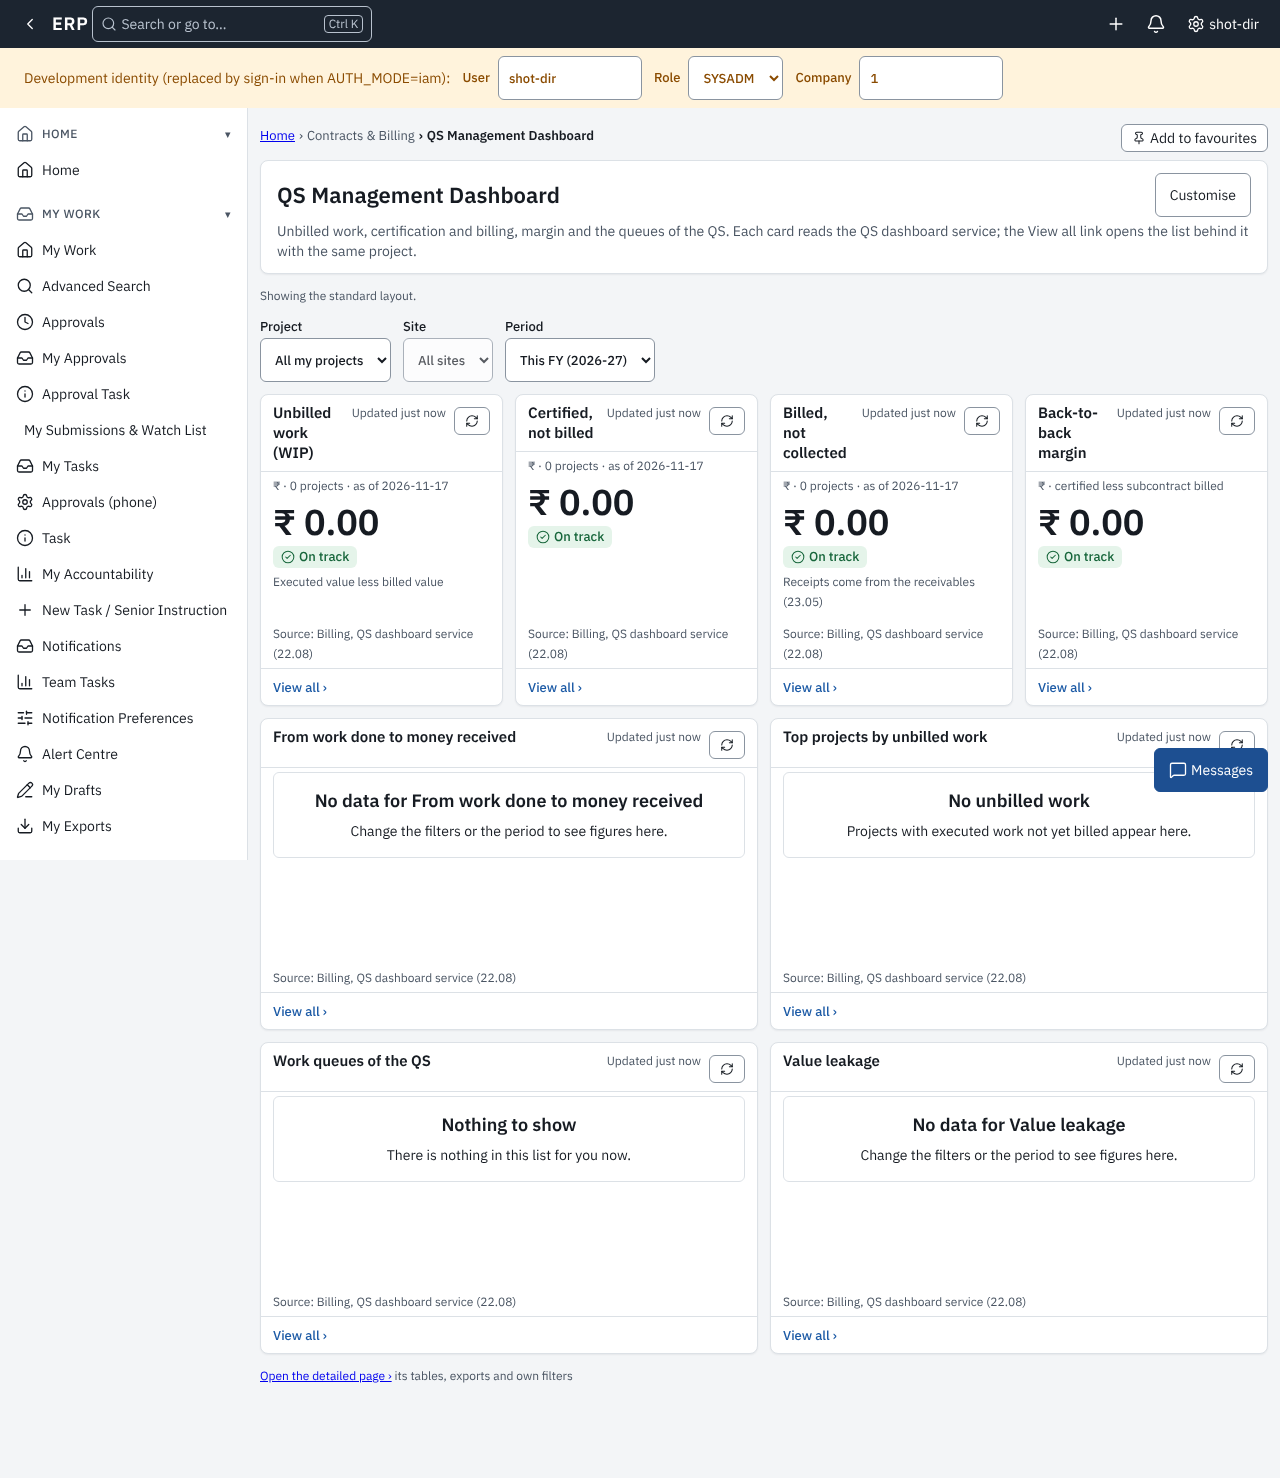 ERP
Search or go to...
Ctrl K
shot-dir
Development identity (replaced by sign-in when AUTH_MODE=iam):
User
shot-dir
Role
SYSADM
Company
1
HOME
Home
MY WORK
My Work
Advanced Search
Approvals
My Approvals
Approval Task
My Submissions & Watch List
My Tasks
Approvals (phone)
Task
My Accountability
New Task / Senior Instruction
Notifications
Team Tasks
Notification Preferences
Alert Centre
My Drafts
My Exports
Home › Contracts & Billing › QS Management Dashboard
Add to favourites
QS Management Dashboard
Customise
Unbilled work, certification and billing, margin and the queues of the QS. Each card reads the QS dashboard service; the View all link opens the list behind it
with the same project.
Showing the standard layout.
Project
All my projects
Site
All sites
Period
This FY (2026-27)
Unbilled
work
(WIP)
Updated just now
₹ · 0 projects · as of 2026-11-17
₹ 0.00
On track
Executed value less billed value
Source: Billing, QS dashboard service
(22.08)
View all ›
Certified,
not billed
Updated just now
₹ · 0 projects · as of 2026-11-17
₹ 0.00
On track
Source: Billing, QS dashboard service
(22.08)
View all ›
Billed,
not
collected
Updated just now
₹ · 0 projects · as of 2026-11-17
₹ 0.00
On track
Receipts come from the receivables
(23.05)
Source: Billing, QS dashboard service
(22.08)
View all ›
Back-to-
back
margin
Updated just now
₹ · certified less subcontract billed
₹ 0.00
On track
Source: Billing, QS dashboard service
(22.08)
View all ›
From work done to money received
Updated just now
No data for From work done to money received
Change the filters or the period to see figures here.
Source: Billing, QS dashboard service (22.08)
View all ›
Top projects by unbilled work
Updated just now
Messages
No unbilled work
Projects with executed work not yet billed appear here.
Source: Billing, QS dashboard service (22.08)
View all ›
Work queues of the QS
Updated just now
Nothing to show
There is nothing in this list for you now.
Source: Billing, QS dashboard service (22.08)
View all ›
Value leakage
Updated just now
No data for Value leakage
Change the filters or the period to see figures here.
Source: Billing, QS dashboard service (22.08)
View all ›
Open the detailed page › its tables, exports and own filters